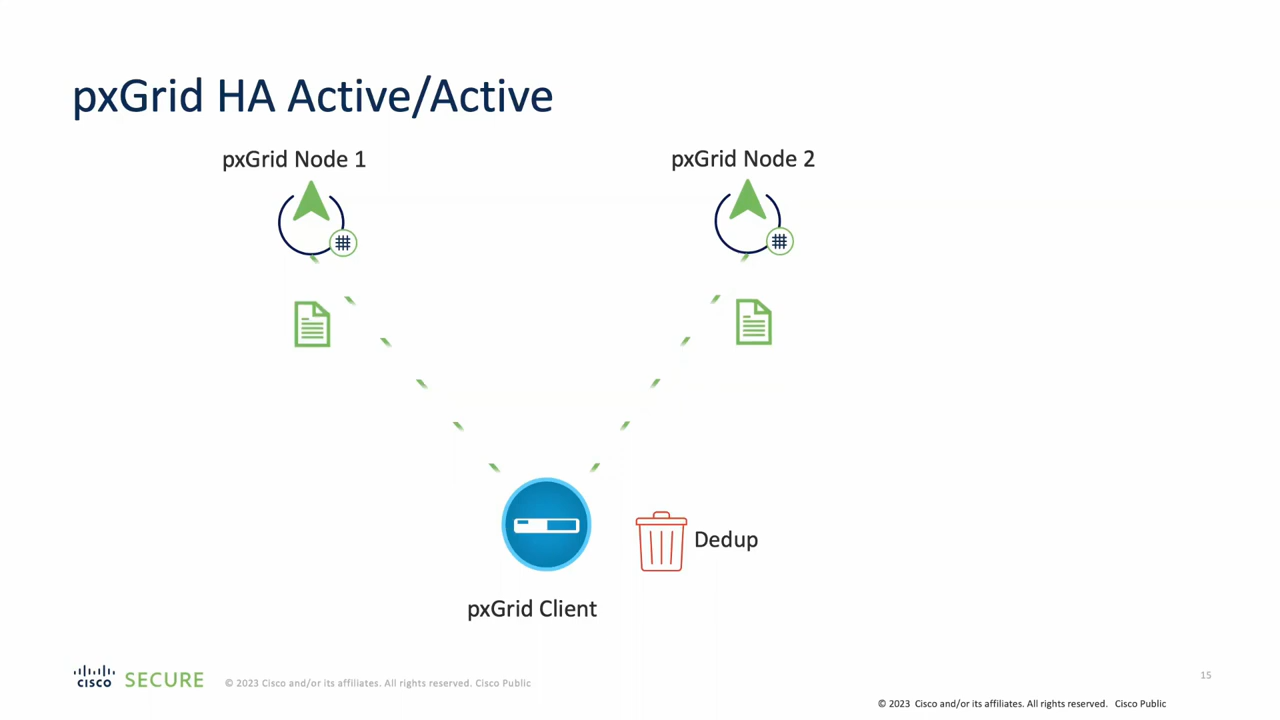 pxGrid HA Active/Active
pxGrid Node 1
pxGrid Node 2
Dedup
pxGrid Client
CISCO SECURE © 2023 Cisco and/or its affiliates. All rights reserved. Cisco Public
15
© 2023 Cisco and/or its affiliates. All rights reserved. Cisco Public